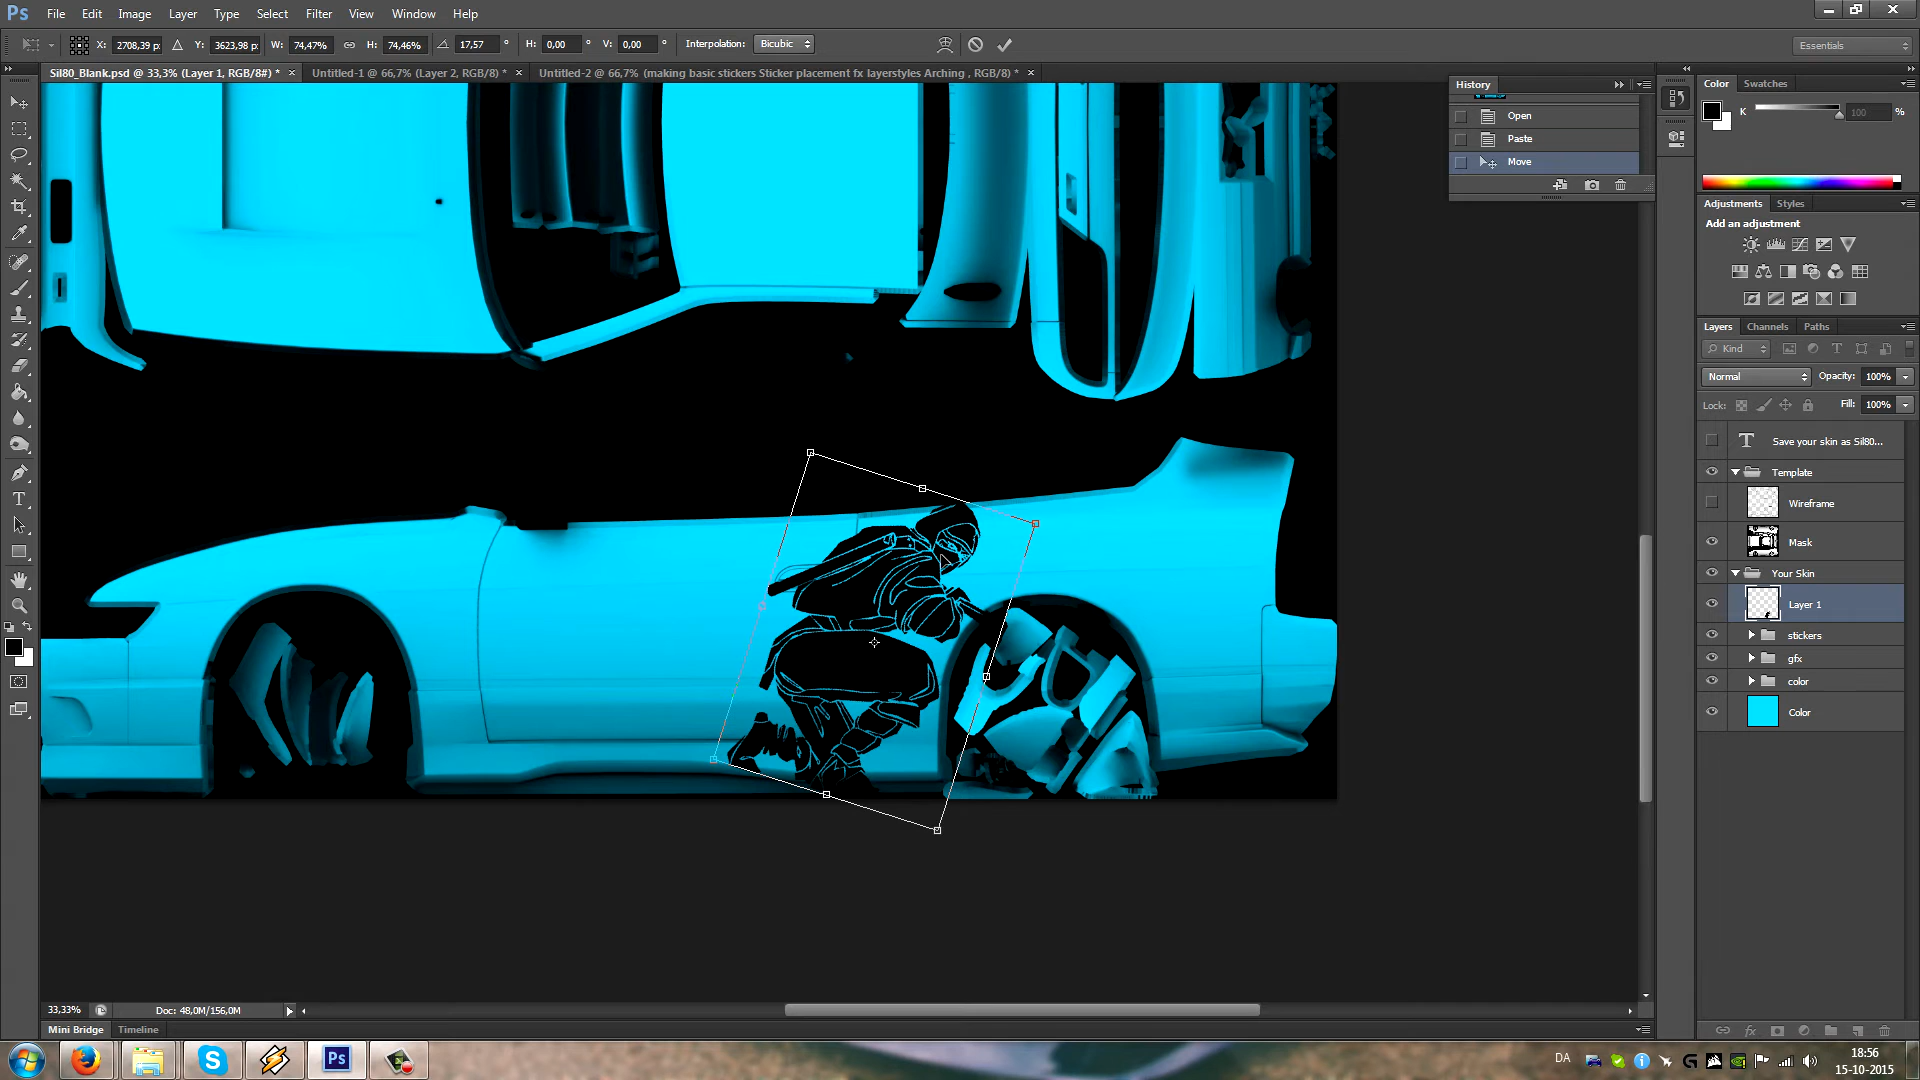 Ps File Edit Image Layer Type Select Filter View Window Help
X: 2708,39 p: Y: 3623,98 p: W: 74,47% H: 74,46% 17,57 ° H: 0,00 ° V: 0,00 ° Interpolation: Bicubic Essentials
Sil80_Blank.psd @ 33,3% (Layer 1, RGB/8#) * × Untitled-1 @ 66,7% (Layer 2, RGB/8) * × Untitled-2 @ 66,7% (making basic stickers Sticker placement fx layerstyles Arching , RGB/8) * ×
History
Open
Paste
Move
Color Swatches
K 100 %
Adjustments Styles
Add an adjustment
Layers Channels Paths
Kind
Normal Opacity: 100%
Lock: Fill: 100%
T Save your skin as Sil80...
Template
Wireframe
Mask
Your Skin
Layer 1
stickers
gfx
color
Color
33,33% Doc: 48,0M/156,0M
Mini Bridge Timeline
DA
18:56
15-10-2015